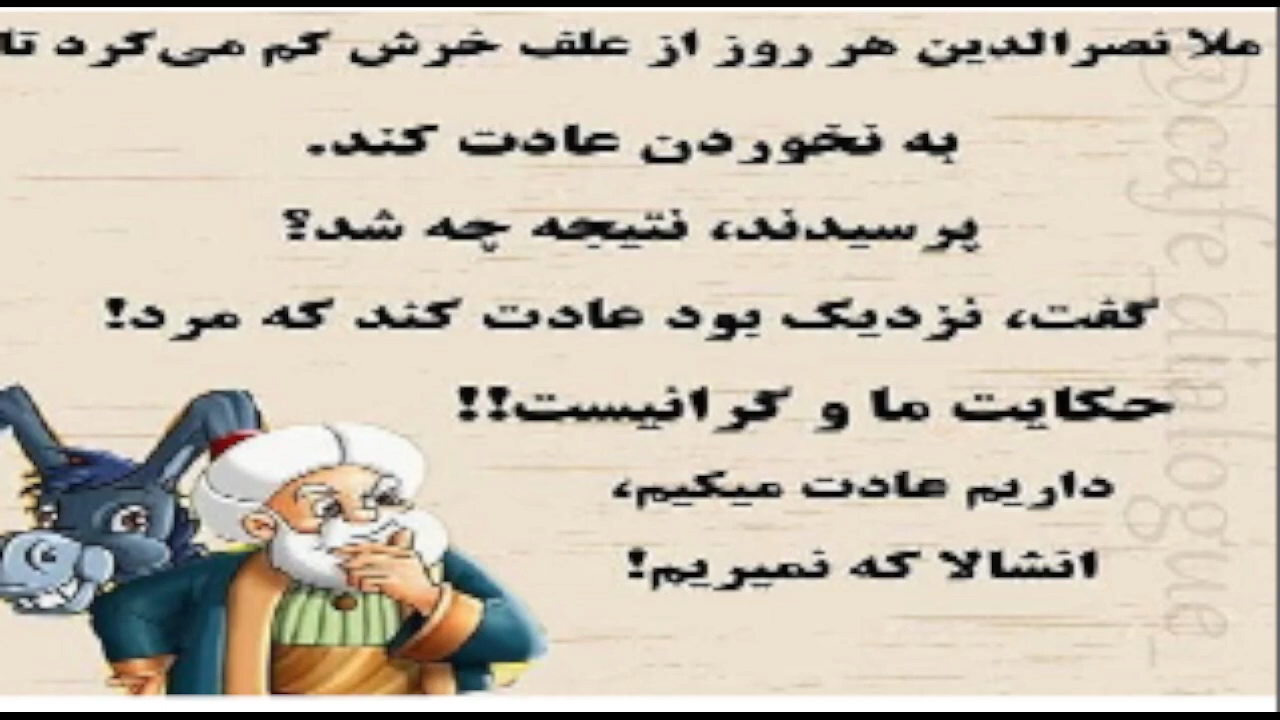 ملا نصرالدین هر روز از علف خرش کم می‌کرد تا
به نخوردن عادت کند.
پرسیدند، نتیجه چه شد؟
گفت، نزدیک بود عادت کند که مرد!
حکایت ما و گرانیست!!
داریم عادت میکیم،
انشالا که نمیریم!
@cafe_dialogue_